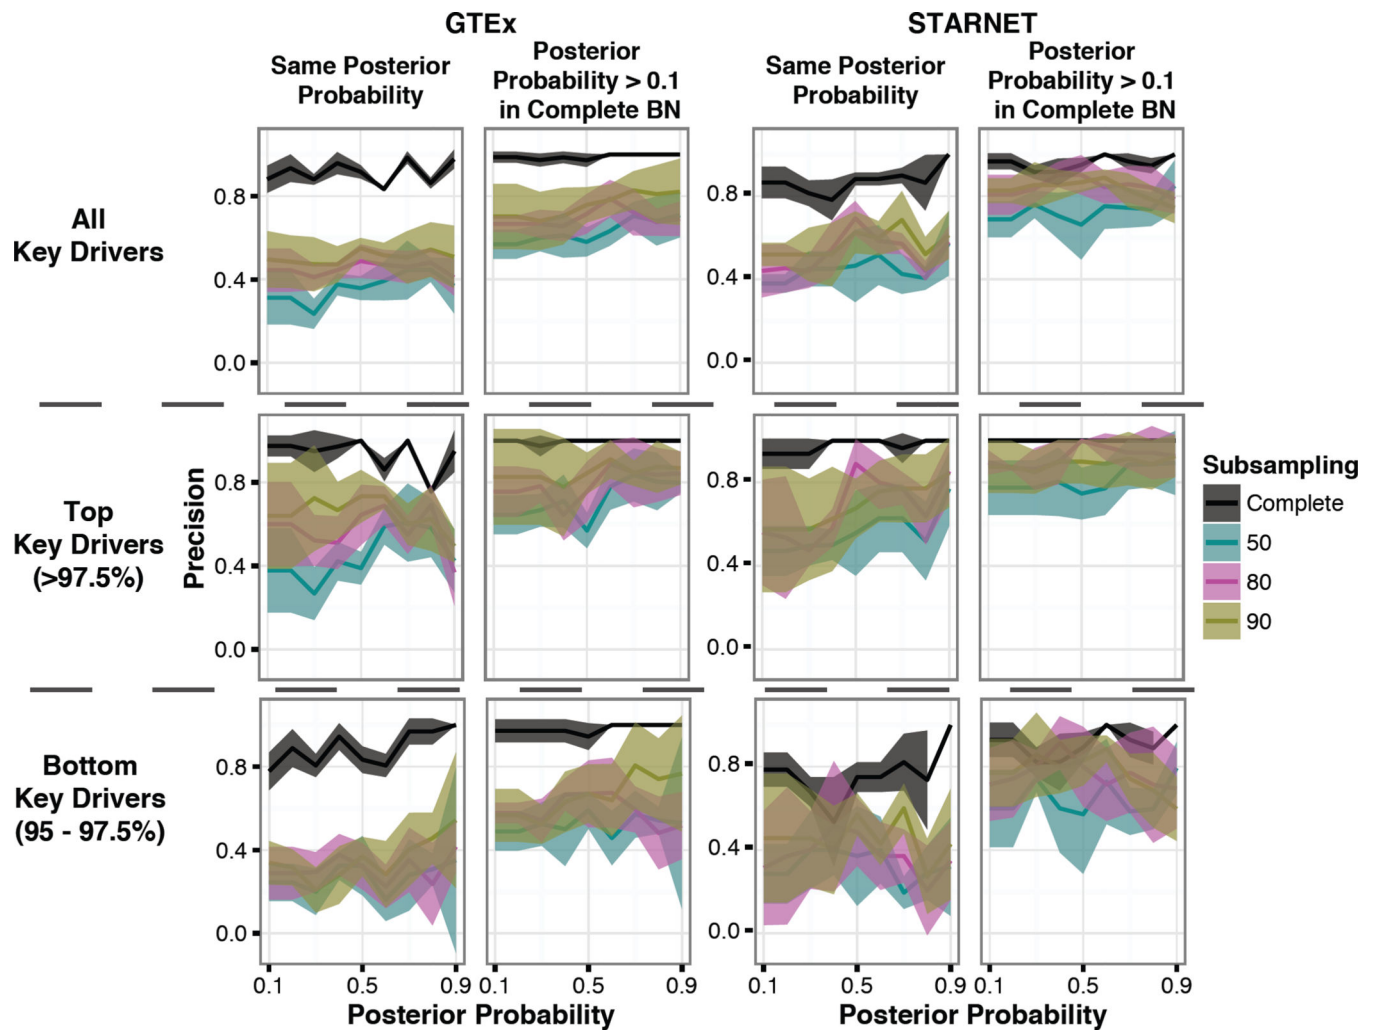 GTEx
STARNET
Same Posterior
Probability
Posterior
Probability > 0.1
in Complete BN
Same Posterior
Probability
Posterior
Probability > 0.1
in Complete BN
All
Key Drivers
0.8
0.4
0.0
0.8
0.4
0.0
Top
Key Drivers
(>97.5%)
Precision
0.8
0.4
0.0
0.8
0.4
0.0
Subsampling
Complete
50
80
90
Bottom
Key Drivers
(95 - 97.5%)
0.8
0.4
0.0
0.8
0.4
0.0
0.1 0.5 0.9 0.1 0.5 0.9
0.1 0.5 0.9 0.1 0.5 0.9
Posterior Probability
Posterior Probability